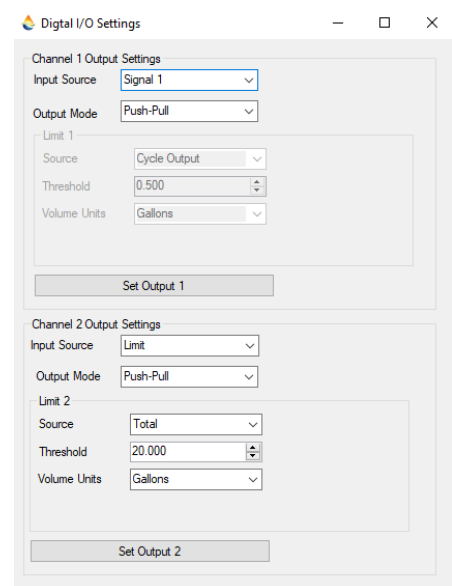 Digtal I/O Settings
Channel 1 Output Settings
Input Source Signal 1
Output Mode Push-Pull
Limit 1
Source Cycle Output
Threshold 0.500
Volume Units Gallons
Set Output 1
Channel 2 Output Settings
Input Source Limit
Output Mode Push-Pull
Limit 2
Source Total
Threshold 20.000
Volume Units Gallons
Set Output 2